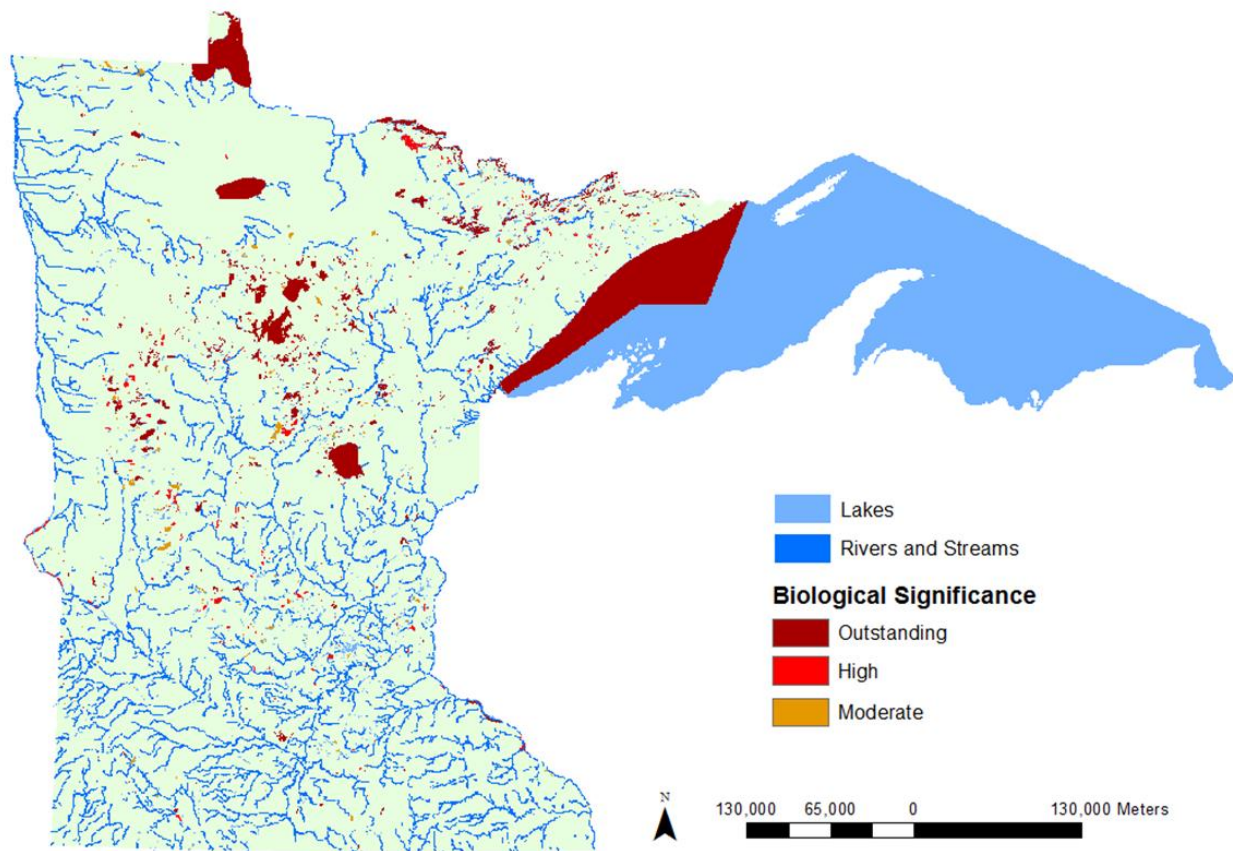 Lakes
Rivers and Streams
Biological Significance
Outstanding
High
Moderate
N
130,000 65,000 0 130,000 Meters